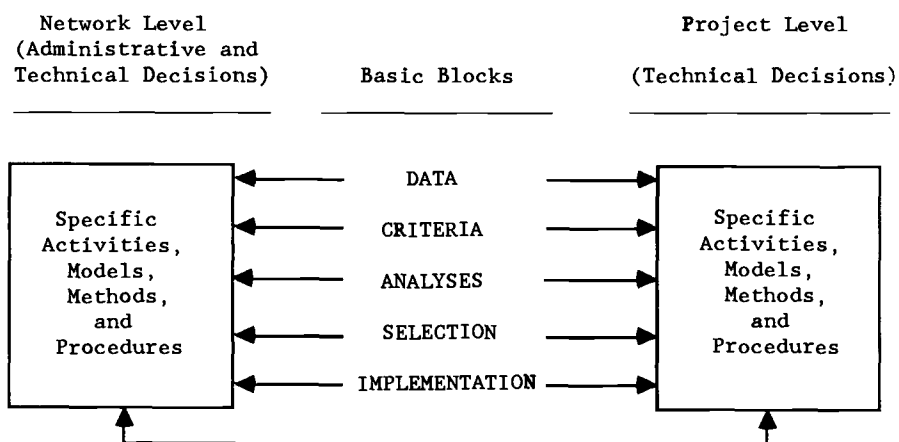 Network Level
(Administrative and
Technical Decisions)
Basic Blocks
Project Level
(Technical Decisions)
Specific
Activities,
Models,
Methods,
and
Procedures
DATA
CRITERIA
ANALYSES
SELECTION
IMPLEMENTATION
Specific
Activities,
Models,
Methods,
and
Procedures